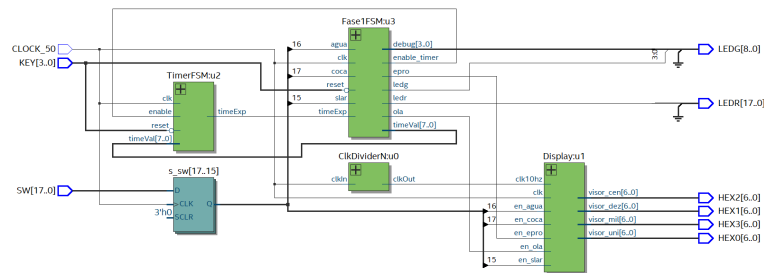 Fase1FSM:u3
CLOCK_50
KEY[3..0]
16
agua
debug[3..0]
LEDG[8..0]
clk
enable_timer
3:0
17
coca
epro
reset
ledg
15
slar
ledr
LEDR[17..0]
timeExp
ola
timeVal[7..0]
TimerFSM:u2
clk
enable
timeExp
reset
timeVal[7..0]
s_sw[17..15]
SW[17..0]
D
CLK
Q
3'h0
SCLR
ClkDividerN:u0
clkIn
clkOut
Display:u1
clk10hz
clk
visor_cen[6..0]
HEX2[6..0]
16
en_agua
visor_dez[6..0]
HEX1[6..0]
17
en_coca
visor_mil[6..0]
HEX3[6..0]
en_epro
visor_uni[6..0]
HEX0[6..0]
en_ola
15
en_slar